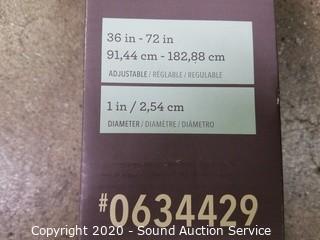 36 in - 72 in
91,44 cm - 182,88 cm
ADJUSTABLE / RÉGLABLE / REGULABLE
1 in / 2,54 cm
DIAMETER / DIAMÈTRE / DIÁMETRO
#0634429
Copyright 2020 - Sound Auction Service